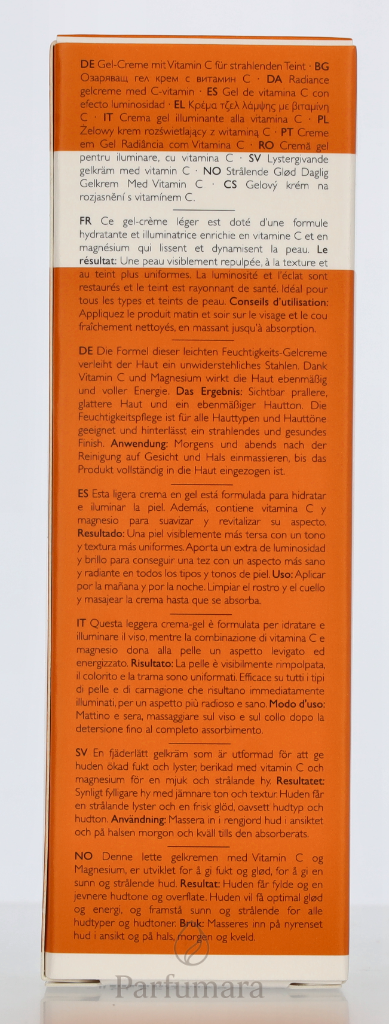 DE Gel-Creme mit Vitamin C für strahlenden Teint · BG
Озаряващ гел крем с витамин C · DA Radiance
gelcreme med C-vitamin · ES Gel de vitamina C con
efecto luminosidad · EL Κρέμα τζελ λάμψης με βιταμίνη
C · IT Crema gel illuminante alla vitamina C · PL
Żelowy krem rozświetlający z witaminą C · PT Creme
em Gel Radiância com Vitamina C · RO Cremă gel
pentru iluminare, cu vitamina C · SV Lystergivande
gelkräm med vitamin C · NO Strålende Glød Daglig
Gelkrem Med Vitamin C · CS Gelový krém na
rozjasnění s vitamínem C.
FR Ce gel-crème léger est doté d'une formule
hydratante et illuminatrice enrichie en vitamine C et en
magnésium qui lissent et dynamisent la peau. Le
résultat: Une peau visiblement repulpée, à la texture et
au teint plus uniformes. La luminosité et l'éclat sont
restaurés et le teint est rayonnant de santé. Idéal pour
tous les types et teints de peau. Conseils d'utilisation:
Appliquez le produit matin et soir sur le visage et le cou
fraîchement nettoyés, en massant jusqu'à absorption.
DE Die Formel dieser leichten Feuchtigkeits-Gelcreme
verleiht der Haut ein unwiderstehliches Stahlen. Dank
Vitamin C und Magnesium wirkt die Haut ebenmäßig
und voller Energie. Das Ergebnis: Sichtbar prallere,
glattere Haut und ein ebenmäßiger Hautton. Die
Feuchtigkeitspflege ist für alle Hauttypen und Hauttöne
geeignet und hinterlässt ein strahlendes und gesundes
Finish. Anwendung: Morgens und abends nach der
Reinigung auf Gesicht und Hals einmassieren, bis das
Produkt vollständig in die Haut eingezogen ist.
ES Esta ligera crema en gel está formulada para hidratar
e iluminar la piel. Además, contiene vitamina C y
magnesio para suavizar y revitalizar su aspecto.
Resultado: Una piel visiblemente más tersa con un tono
y textura más uniformes. Aporta un extra de luminosidad
y brillo para conseguir una tez con un aspecto más sano
y radiante en todos los tipos y tonos de piel. Uso: Aplicar
por la mañana y por la noche. Limpiar el rostro y el cuello
y masajear la crema hasta que se absorba.
IT Questa leggera crema-gel è formulata per idratare e
illuminare il viso, mentre la combinazione di vitamina C e
magnesio dona alla pelle un aspetto levigato ed
energizzato. Risultato: La pelle è visibilmente rimpolpata,
il colorito e la trama sono uniformati. Efficace su tutti i tipi
di pelle e di carnagione che risultano immediatamente
illuminati, per un aspetto più radioso e sano. Modo d'uso:
Mattino e sera, massaggiare sul viso e sul collo dopo la
detersione fino al completo assorbimento.
SV En fjäderlätt gelkräm som är utformad för att ge
huden ökad fukt och lyster, berikad med vitamin C och
magnesium för en mjuk och strålande hy. Resultatet:
Synligt fylligare hy med jämnare ton och textur. Huden får
en strålande lyster och en frisk glöd, oavsett hudtyp och
hudton. Användning: Massera in i rengjord hud i ansiktet
och på halsen morgon och kväll tills den absorberats.
NO Denne lette gelkremen med Vitamin C og
Magnesium, er utviklet for å gi fukt og glød, for å gi en
sunn og strålende hud. Resultat: Huden får fylde og en
jevnere hudtone og overflate. Huden vil få optimal glød
og energi, og framstå sunn og strålende for alle
hudtyper og hudtoner. Bruk: Masseres inn på nyrenset
hud i ansikt og på hals, morgen og kveld.
Parfumara